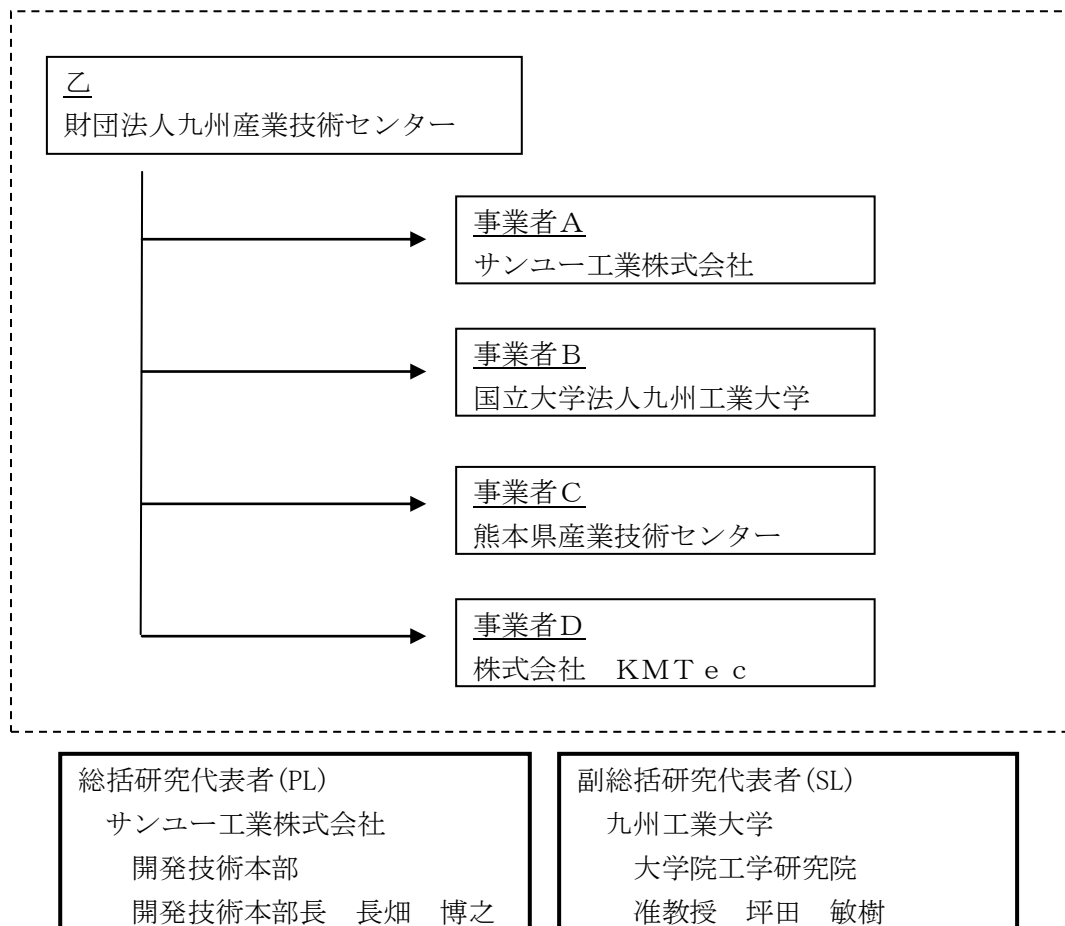 乙
財団法人九州産業技術センター
事業者A
サンユー工業株式会社
事業者B
国立大学法人九州工業大学
事業者C
熊本県産業技術センター
事業者D
株式会社　KMTec
総括研究代表者(PL)
サンユー工業株式会社
開発技術本部
開発技術本部長　長畑　博之
副総括研究代表者(SL)
九州工業大学
大学院工学研究院
准教授　坪田　敏樹